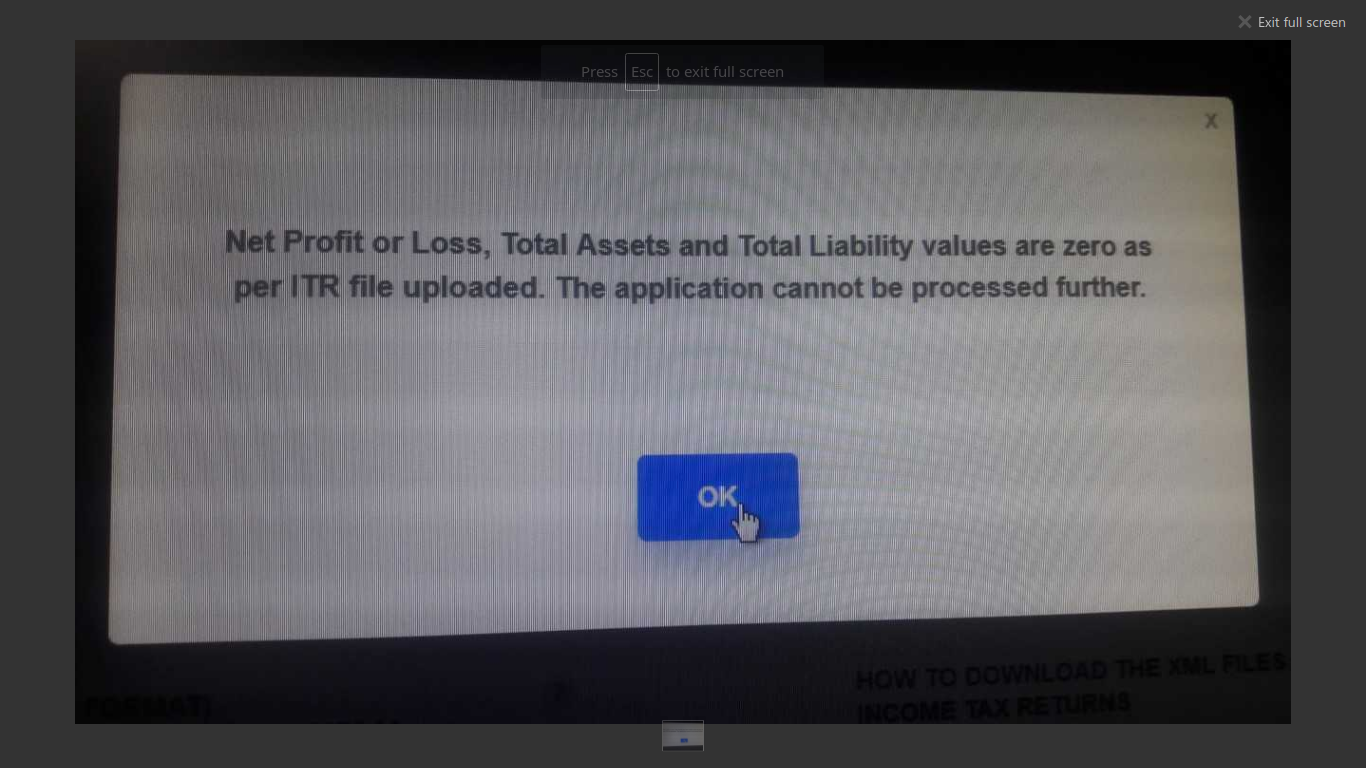 Exit full screen
Press Esc to exit full screen
X
Net Profit or Loss, Total Assets and Total Liability values are zero as
per ITR file uploaded. The application cannot be processed further.
OK
HOW TO DOWNLOAD THE XML FILES
FORMAT)
INCOME TAX RETURNS